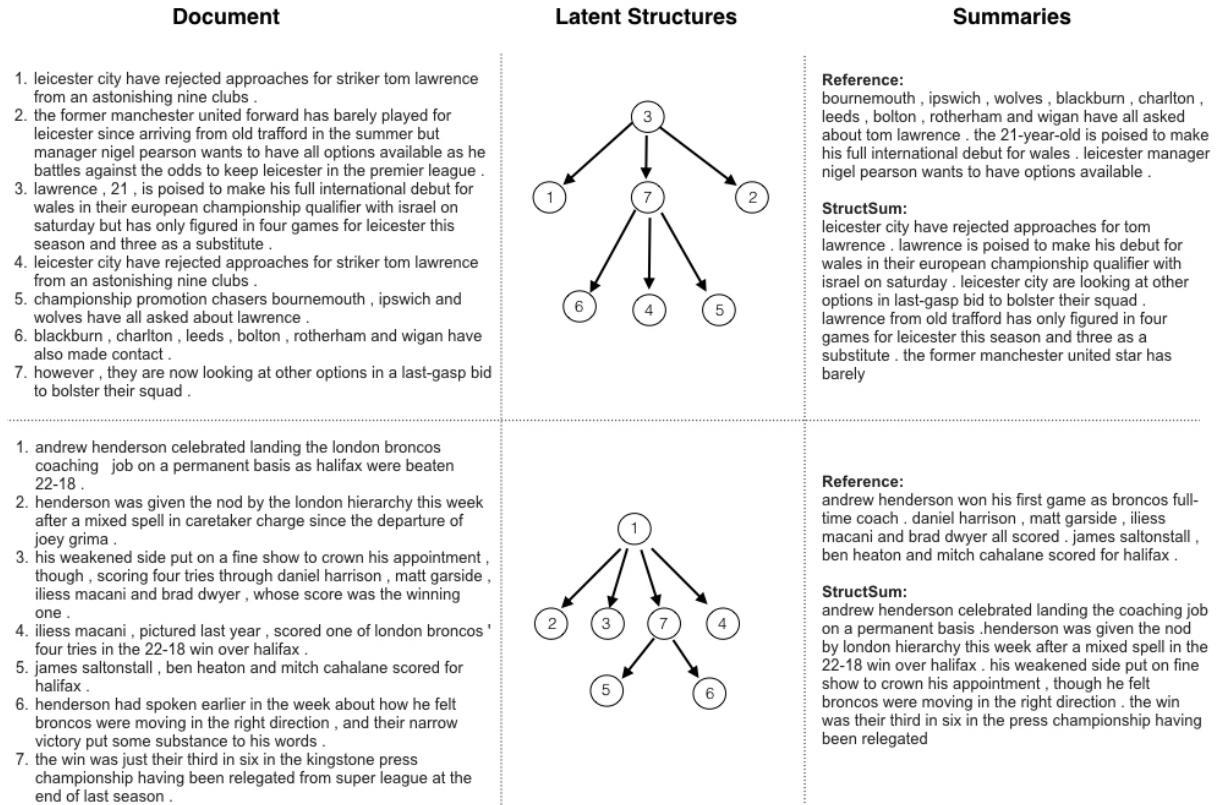 Document
Latent Structures
Summaries
1. leicester city have rejected approaches for striker tom lawrence
from an astonishing nine clubs .
2. the former manchester united forward has barely played for
leicester since arriving from old trafford in the summer but
manager nigel pearson wants to have all options available as he
battles against the odds to keep leicester in the premier league .
3. lawrence , 21 , is poised to make his full international debut for
wales in their european championship qualifier with israel on
saturday but has only figured in four games for leicester this
season and three as a substitute .
4. leicester city have rejected approaches for striker tom lawrence
from an astonishing nine clubs .
5. championship promotion chasers bournemouth , ipswich and
wolves have all asked about lawrence .
6. blackburn , charlton , leeds , bolton , rotherham and wigan have
also made contact .
7. however , they are now looking at other options in a last-gasp bid
to bolster their squad .
3
1
7
2
6
4
5
Reference:
bournemouth , ipswich , wolves , blackburn , charlton ,
leeds , bolton , rotherham and wigan have all asked
about tom lawrence . the 21-year-old is poised to make
his full international debut for wales . leicester manager
nigel pearson wants to have options available .
StructSum:
leicester city have rejected approaches for tom
lawrence . lawrence is poised to make his debut for
wales in their european championship qualifier with
israel on saturday . leicester city are looking at other
options in last-gasp bid to bolster their squad .
lawrence from old trafford has only figured in four
games for leicester this season and three as a
substitute . the former manchester united star has
barely
1. andrew henderson celebrated landing the london broncos
coaching job on a permanent basis as halifax were beaten
22-18 .
2. henderson was given the nod by the london hierarchy this week
after a mixed spell in caretaker charge since the departure of
joey grima .
3. his weakened side put on a fine show to crown his appointment ,
though , scoring four tries through daniel harrison , matt garside ,
iliess macani and brad dwyer , whose score was the winning
one .
4. iliess macani , pictured last year , scored one of london broncos '
four tries in the 22-18 win over halifax .
5. james saltonstall , ben heaton and mitch cahalane scored for
halifax .
6. henderson had spoken earlier in the week about how he felt
broncos were moving in the right direction , and their narrow
victory put some substance to his words .
7. the win was just their third in six in the kingstone press
championship having been relegated from super league at the
end of last season .
1
2
3
7
4
5
6
Reference:
andrew henderson won his first game as broncos full-
time coach . daniel harrison , matt garside , iliess
macani and brad dwyer all scored . james saltonstall ,
ben heaton and mitch cahalane scored for halifax .
StructSum:
andrew henderson celebrated landing the coaching job
on a permanent basis .henderson was given the nod
by london hierarchy this week after a mixed spell in the
22-18 win over halifax . his weakened side put on fine
show to crown his appointment , though he felt
broncos were moving in the right direction . the win
was their third in six in the press championship having
been relegated